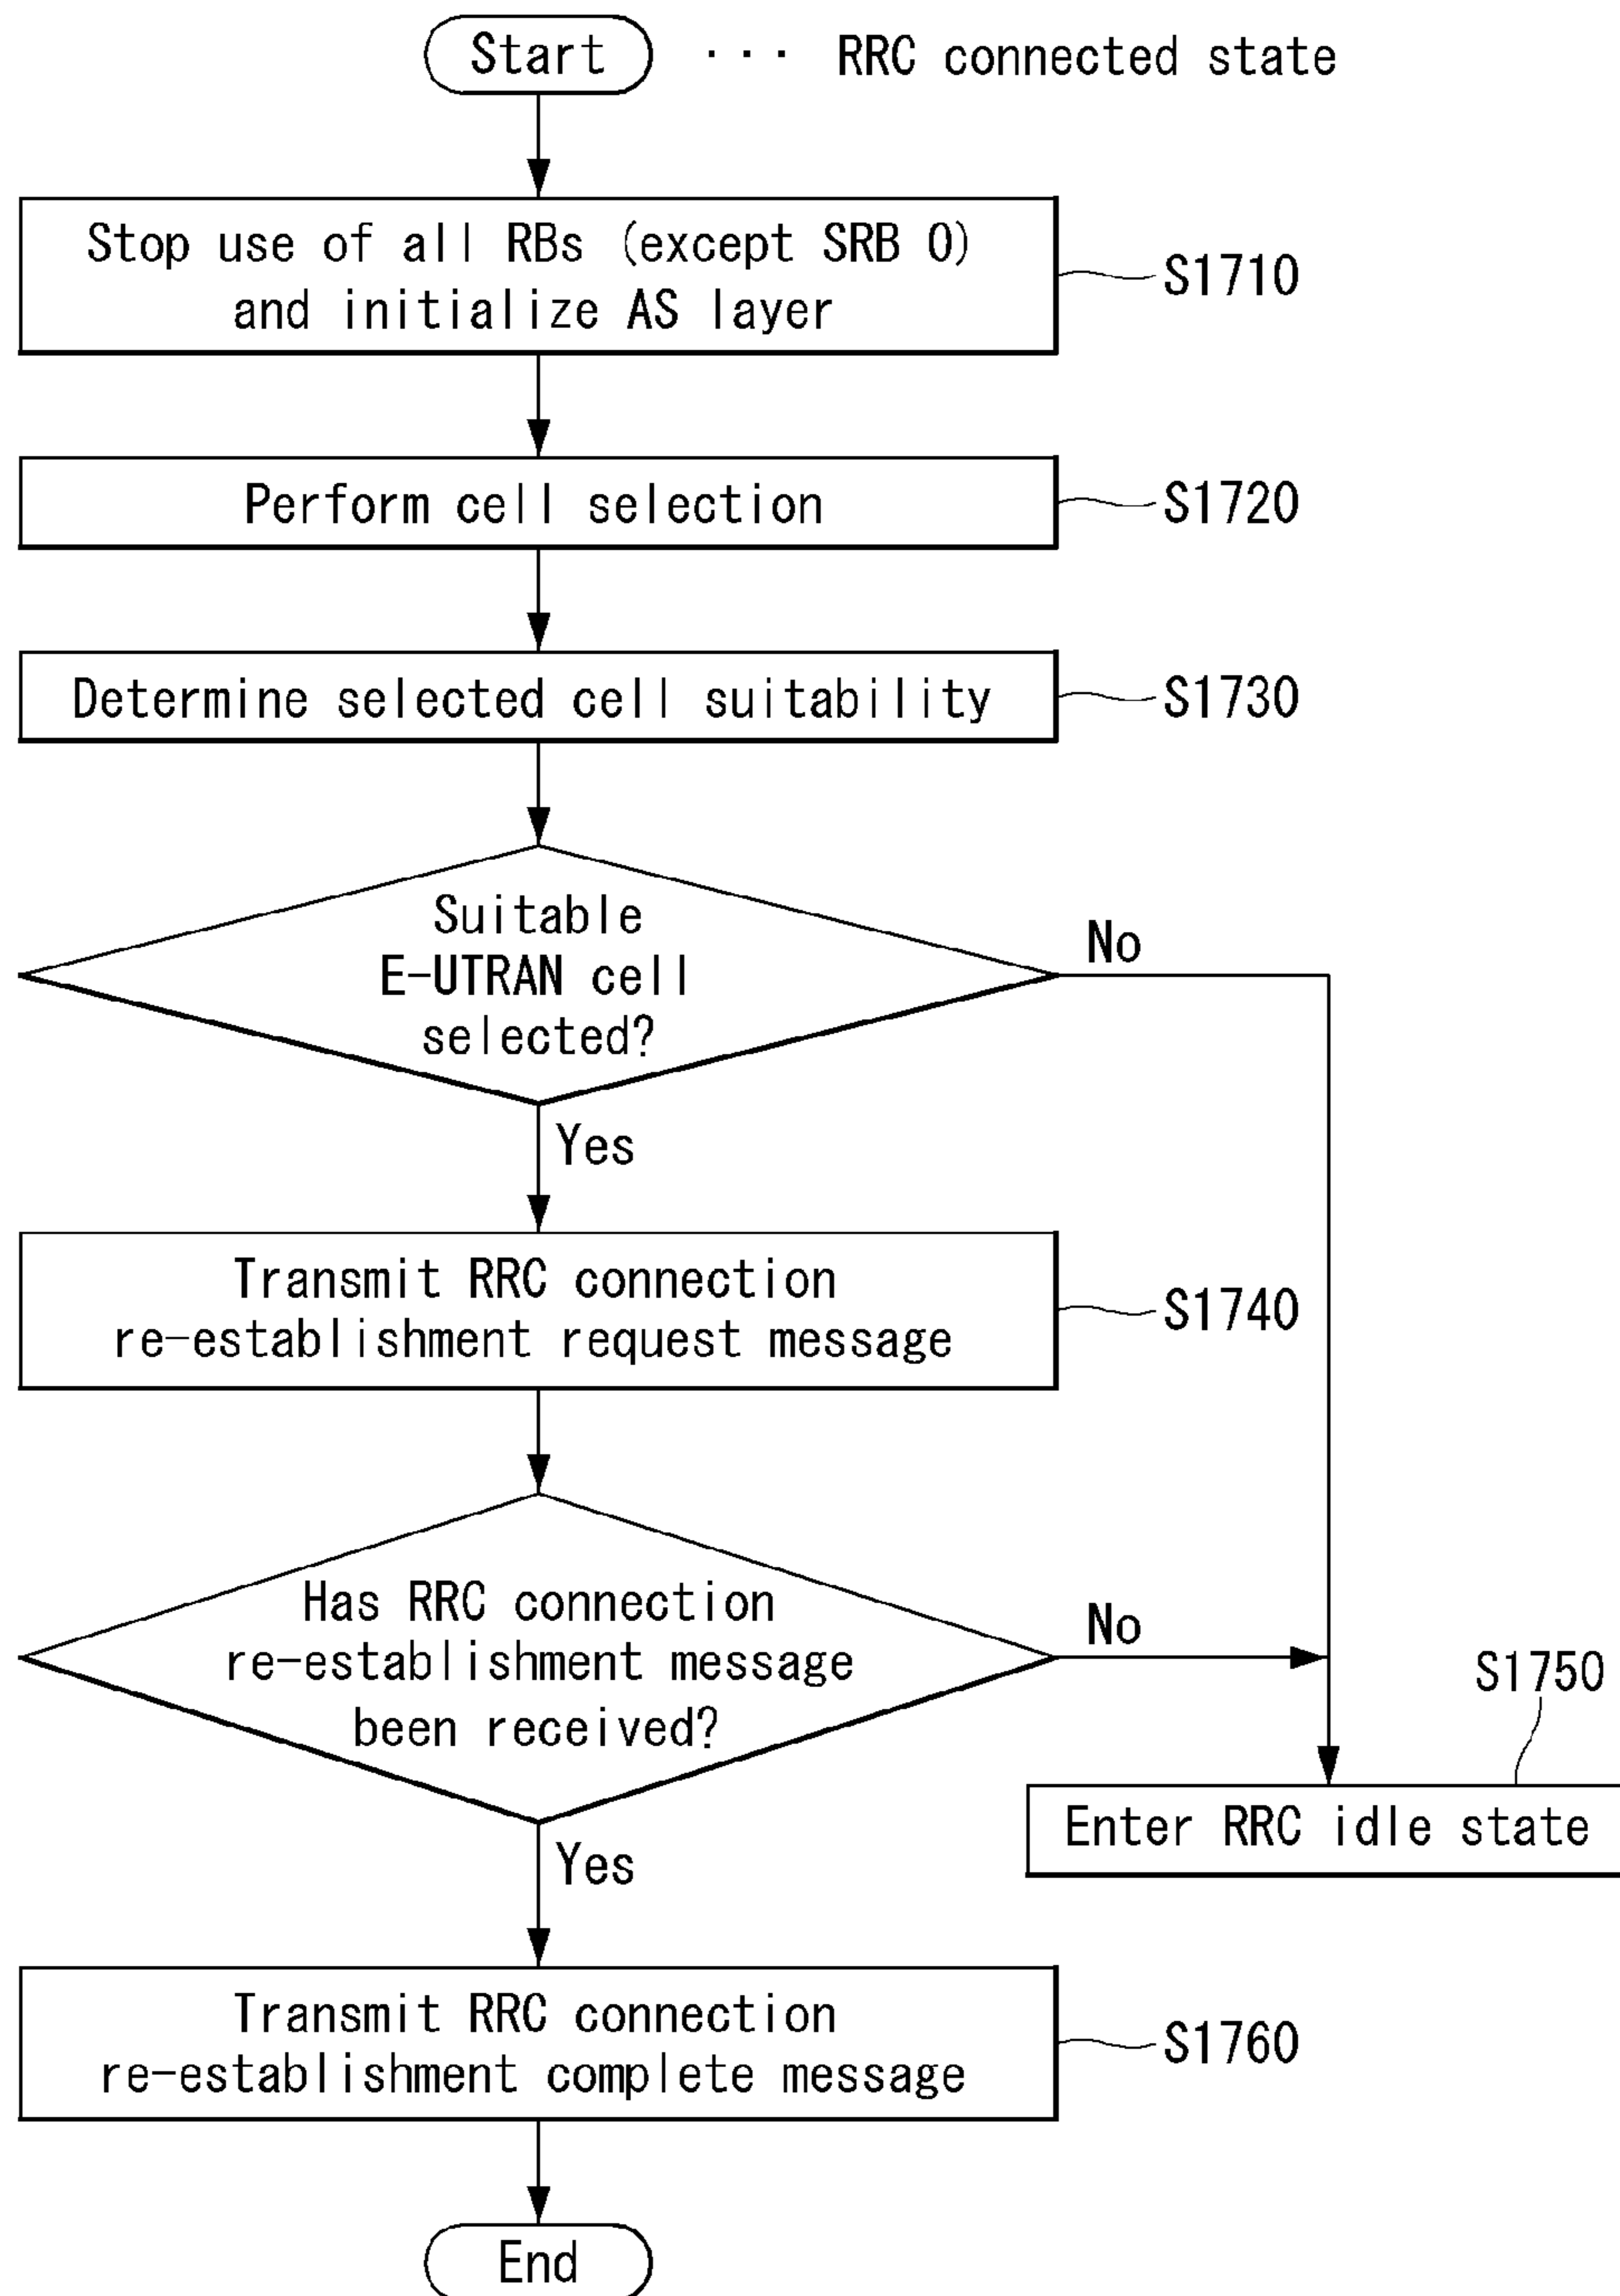 Start ··· RRC connected state
Stop use of all RBs (except SRB 0)
and initialize AS layer
S1710
Perform cell selection
S1720
Determine selected cell suitability
S1730
Suitable
E-UTRAN cell
selected?
No
Yes
Transmit RRC connection
re-establishment request message
S1740
Has RRC connection
re-establishment message
been received?
No
S1750
Enter RRC idle state
Yes
Transmit RRC connection
re-establishment complete message
S1760
End